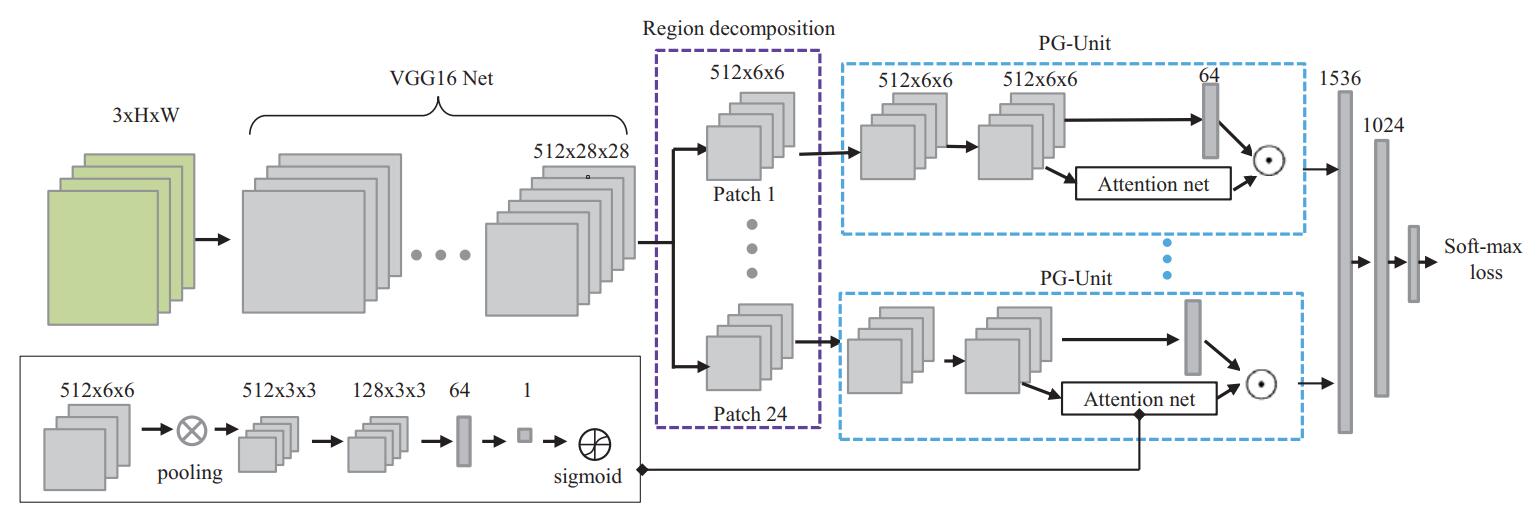 Region decomposition
PG-Unit
VGG16 Net
3xHxW
512x28x28
512x6x6
Patch 1
512x6x6
512x6x6
64
Attention net
1536
1024
Soft-max
loss
PG-Unit
Patch 24
Attention net
512x6x6
512x3x3
128x3x3
64
1
pooling
sigmoid